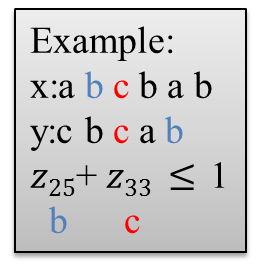 Example:
x:a b c b a b
y:c b c a b
z₂₅+ z₃₃ ≤ 1
b c